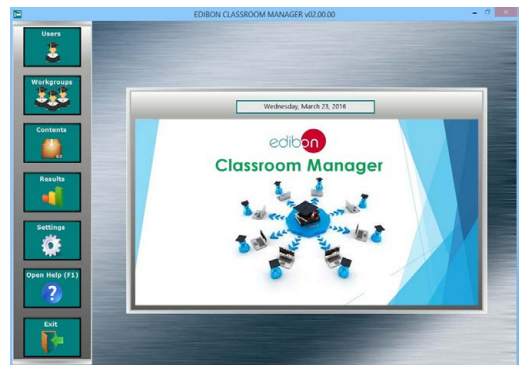 EDIBON CLASSROOM MANAGER v02.00.00
Users
Workgroups
Contents
Results
Settings
Open Help (F1)
?
Exit
Wednesday, March 23, 2016
edibon
Classroom Manager